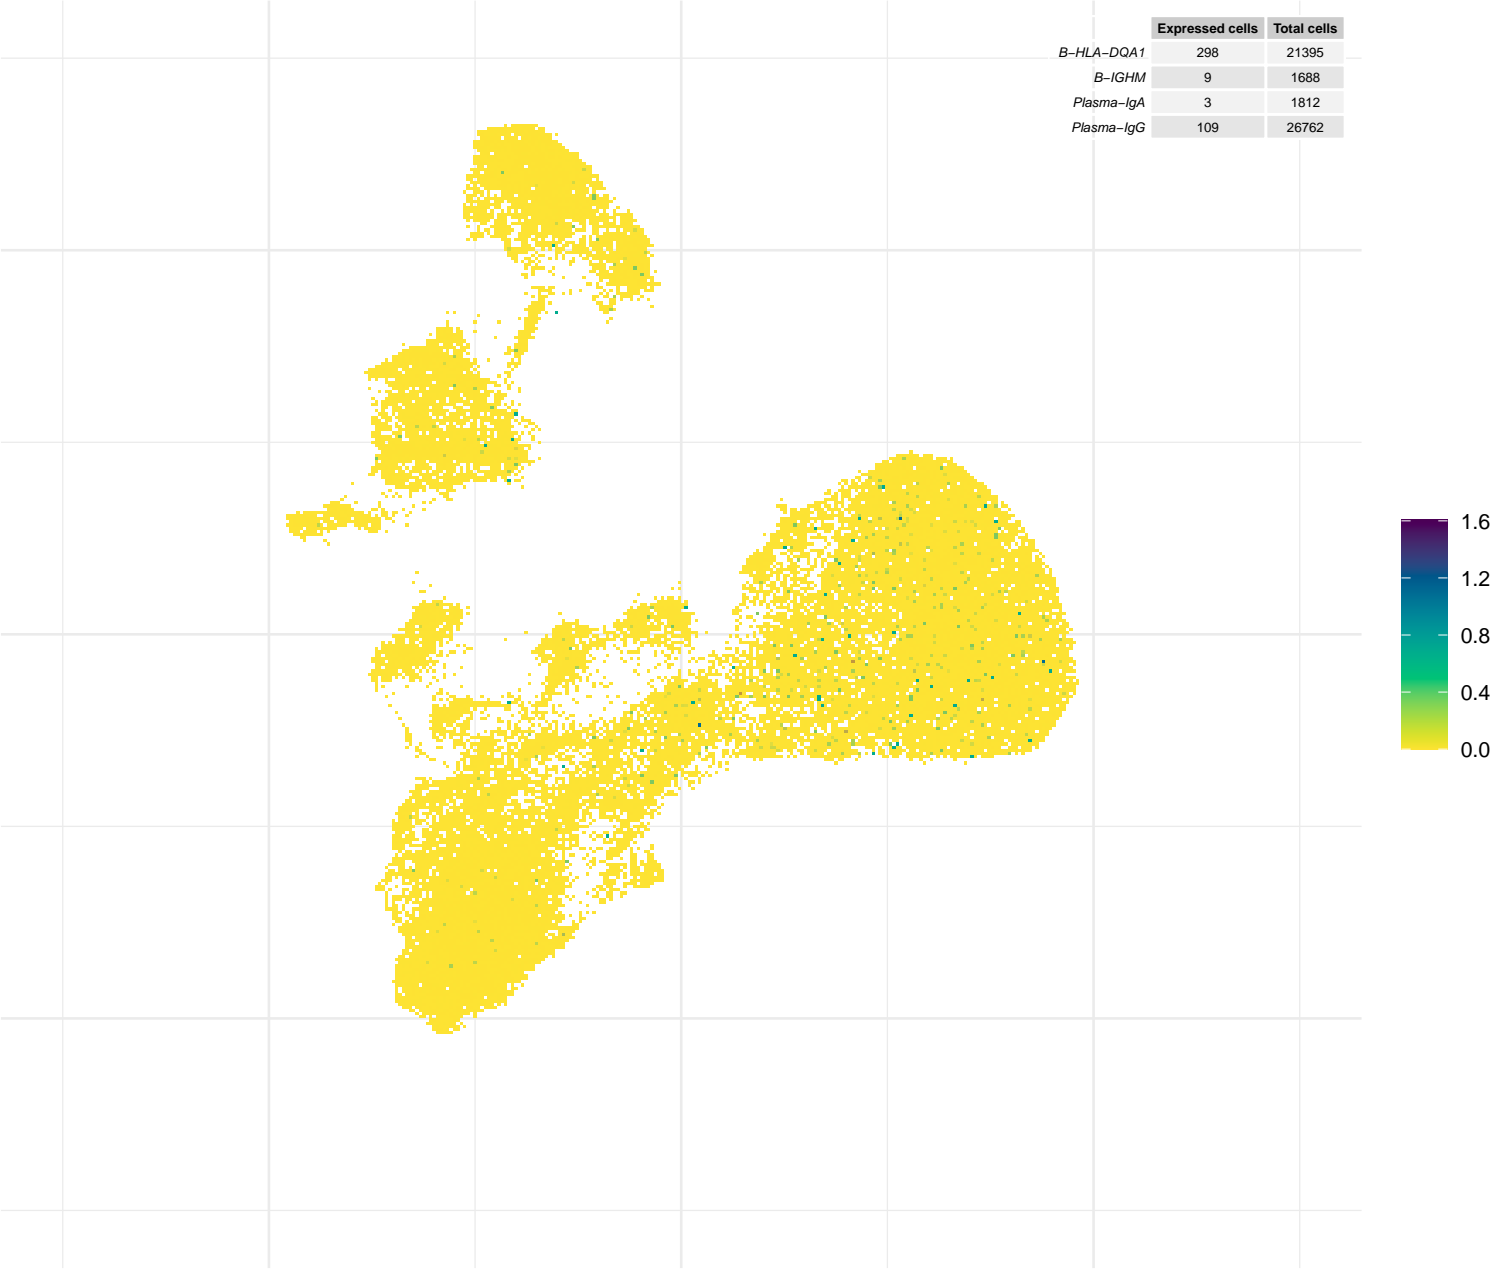 Expressed cells Total cells
B−HLA−DQA1 298 21395
B−IGHM 9 1688
Plasma−IgA 3 1812
Plasma−IgG 109 26762
1.6
1.2
0.8
0.4
0.0